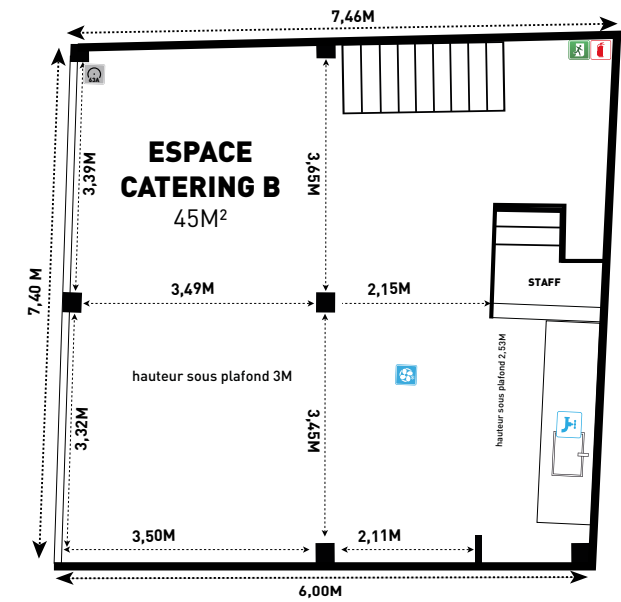 7,46M
63A
ESPACE
CATERING B
45M²
3,39M
3,65M
7,40 M
STAFF
3,49M
2,15M
hauteur sous plafond 3M
hauteur sous plafond 2,53M
3,32M
3,45M
3,50M
2,11M
6,00M